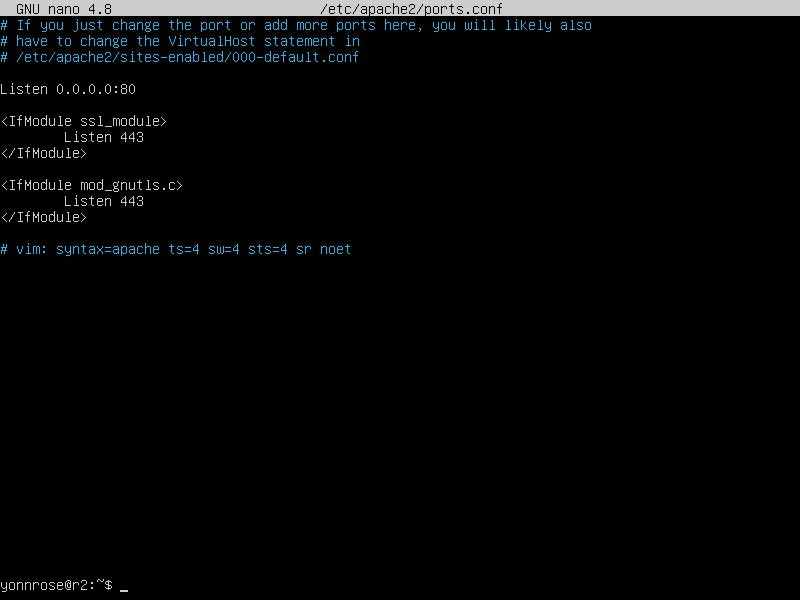 GNU nano 4.8 /etc/apache2/ports.conf
# If you just change the port or add more ports here, you will likely also
# have to change the VirtualHost statement in
# /etc/apache2/sites-enabled/000-default.conf
Listen 0.0.0.0:80
<IfModule ssl_module>
Listen 443
</IfModule>
<IfModule mod_gnutls.c>
Listen 443
</IfModule>
# vim: syntax=apache ts=4 sw=4 sts=4 sr noet
yonnrose@r2:~$ _